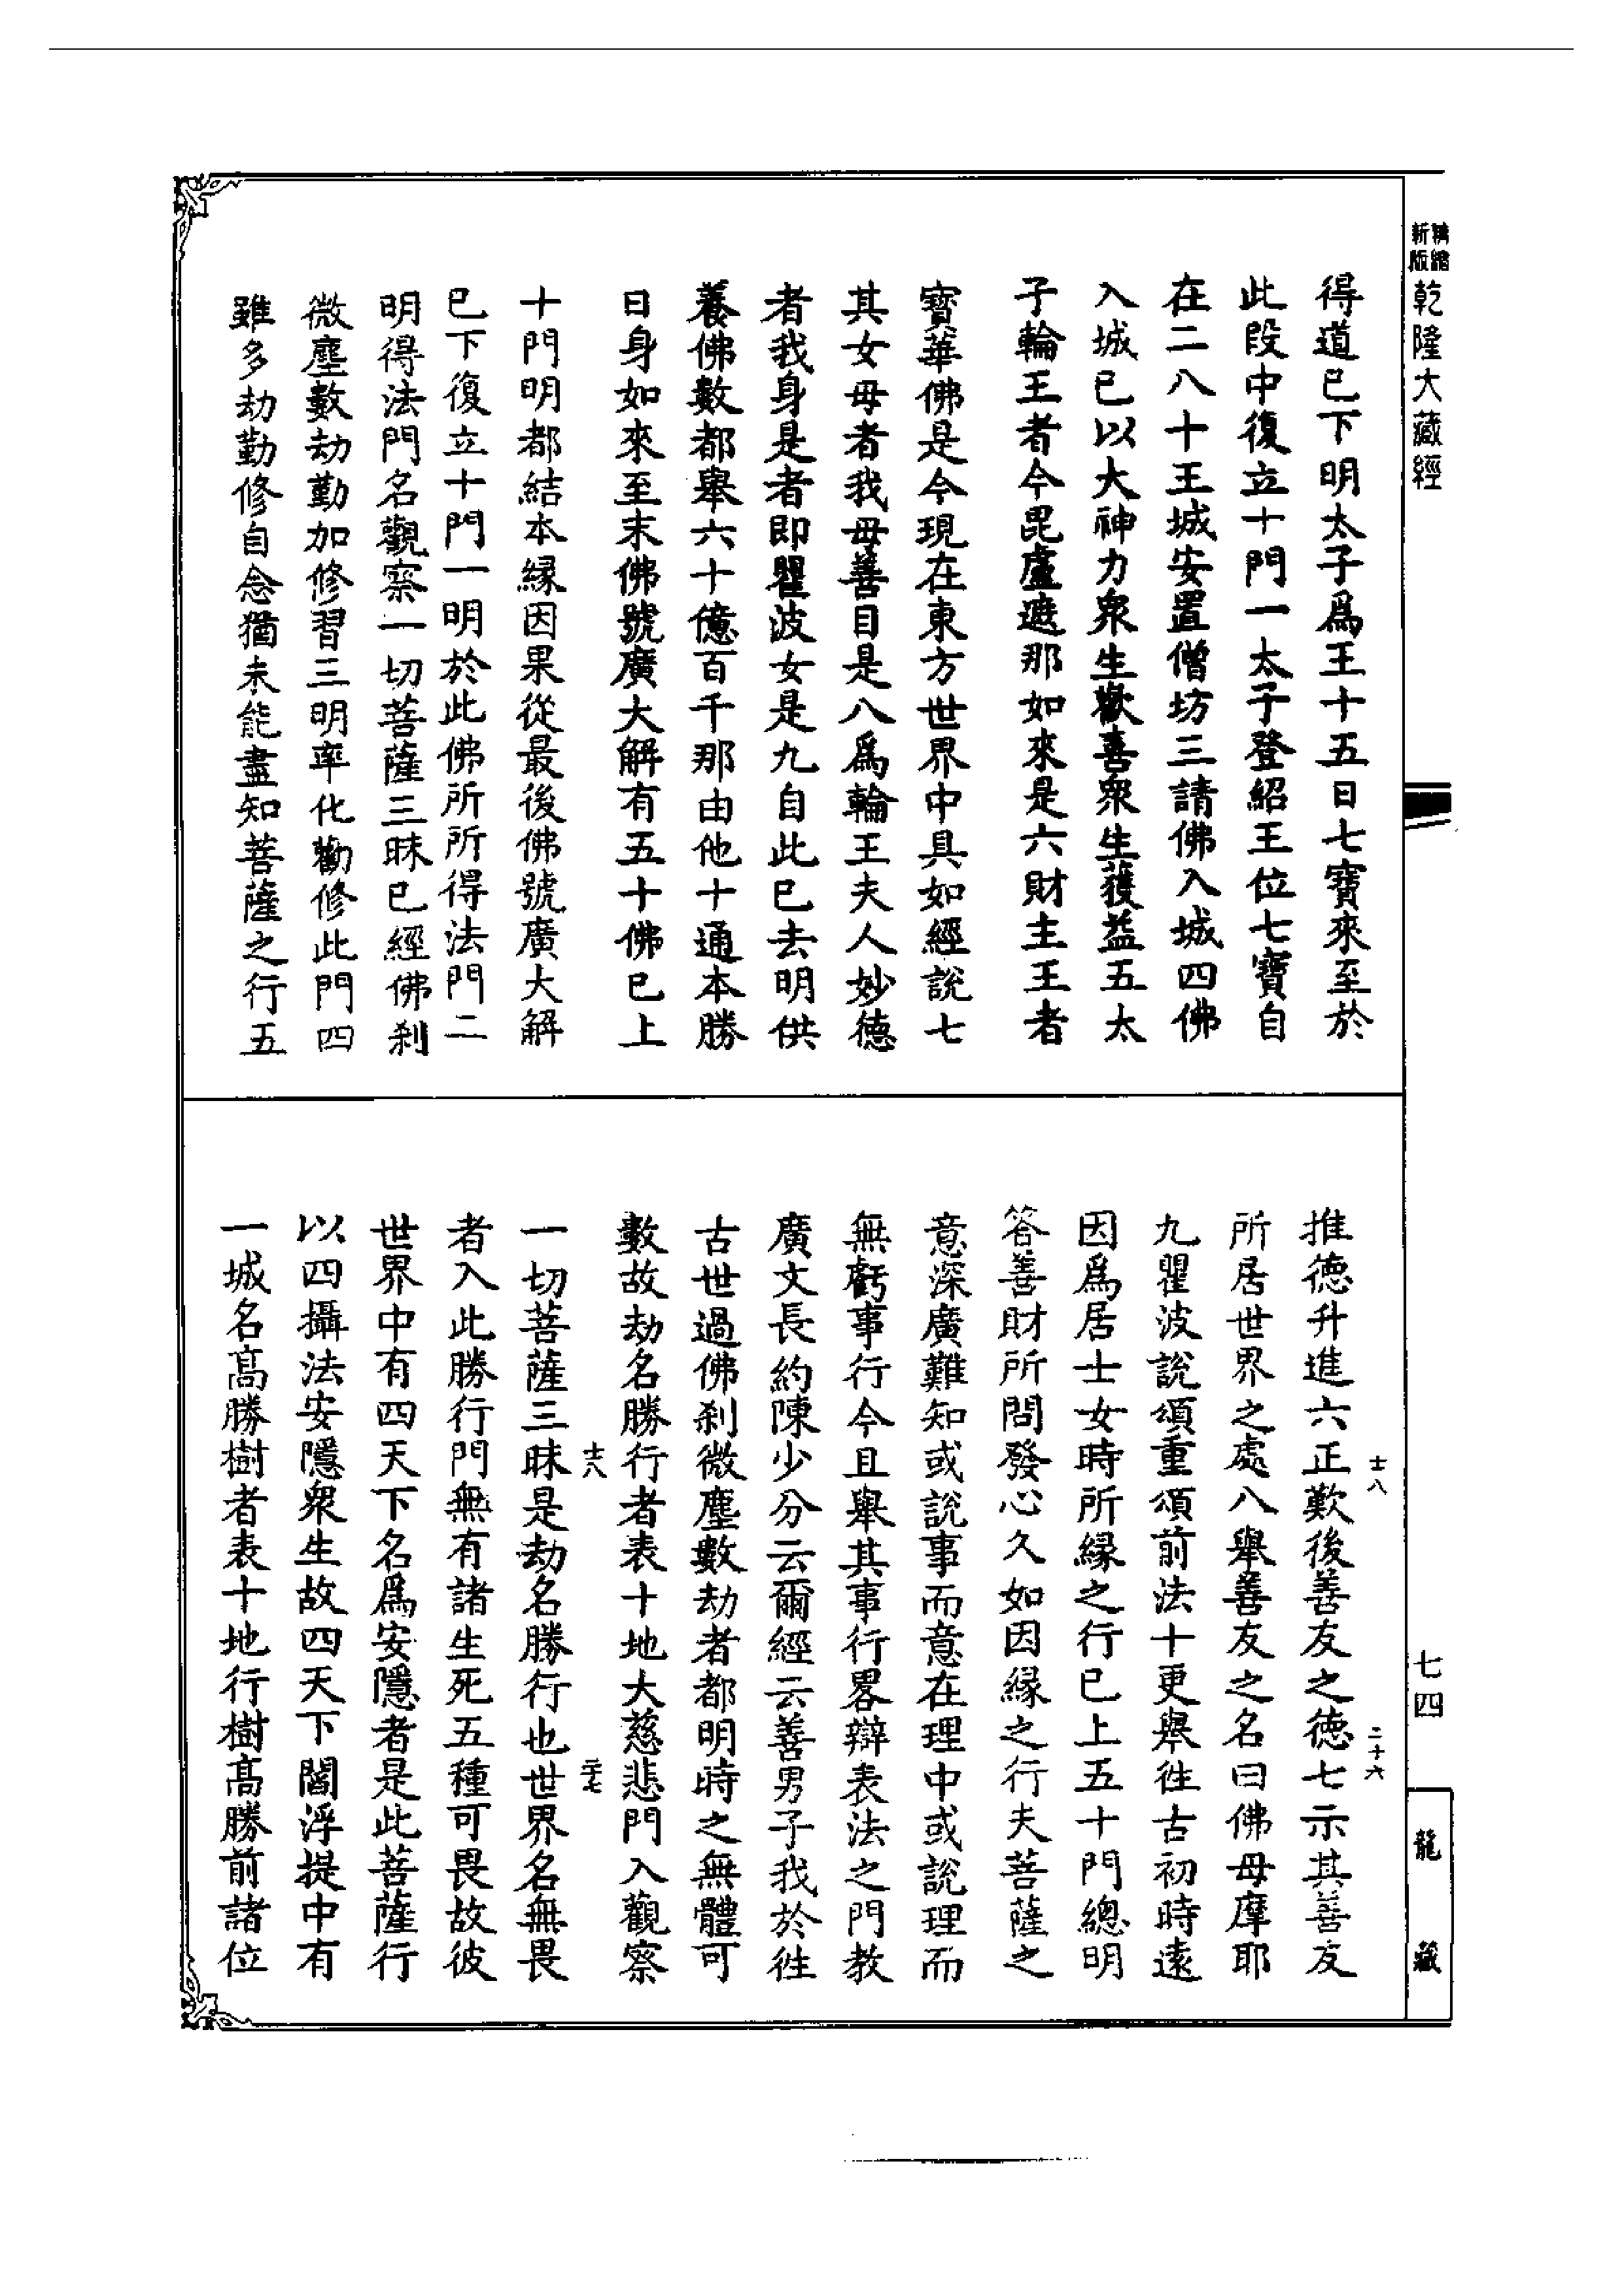 精縮
新版
乾隆大藏經
得道已下明太子爲王十五日七寶來至於
此段中復立十門一太子登紹王位七寶自
在二八十王城安置僧坊三請佛入城四佛
入城已以大神力衆生歡喜衆生獲益五太
子輪王者今毘盧遮那如來是六財主王者
寶華佛是今現在東方世界中具如經說七
其女母者我母善目是八爲輪王夫人妙德
者我身是者即瞿波女是九自此已去明供
養佛數都舉六十億百千那由他十通本勝
日身如來至末佛號廣大解有五十佛已上
十門明都結本縁因果從最後佛號廣大解
已下復立十門一明於此佛所所得法門二
明得法門名觀察一切菩薩三昧已經佛刹
微塵數劫勤加修習三明率化勸修此門四
雖多劫勤修自念猶未能盡知菩薩之行五
推德升進六正歎後善友之德七示其善友
所居世界之處八舉善友之名曰佛母摩耶
九瞿波說頌重頌前法十更舉徃古初時遠
因爲居士女時所縁之行已上五十門總明
答善財所問發心久如因縁之行夫菩薩之
意深廣難知或說事而意在理中或說理而
無虧事行今且舉其事行畧辯表法之門教
廣文長約陳少分云爾經云善男子我於徃
古世過佛刹微塵數劫者都明時之無體可
數故劫名勝行者表十地大慈悲門入觀察
一切菩薩三昧是劫名勝行也世界名無畏
者入此勝行門無有諸生死五種可畏故彼
世界中有四天下名爲安隱者是此菩薩行
以四攝法安隱衆生故四天下閻浮提中有
一城名髙勝樹者表十地行樹髙勝前諸位
士八
二十六
士八
二十七
七四
龍藏